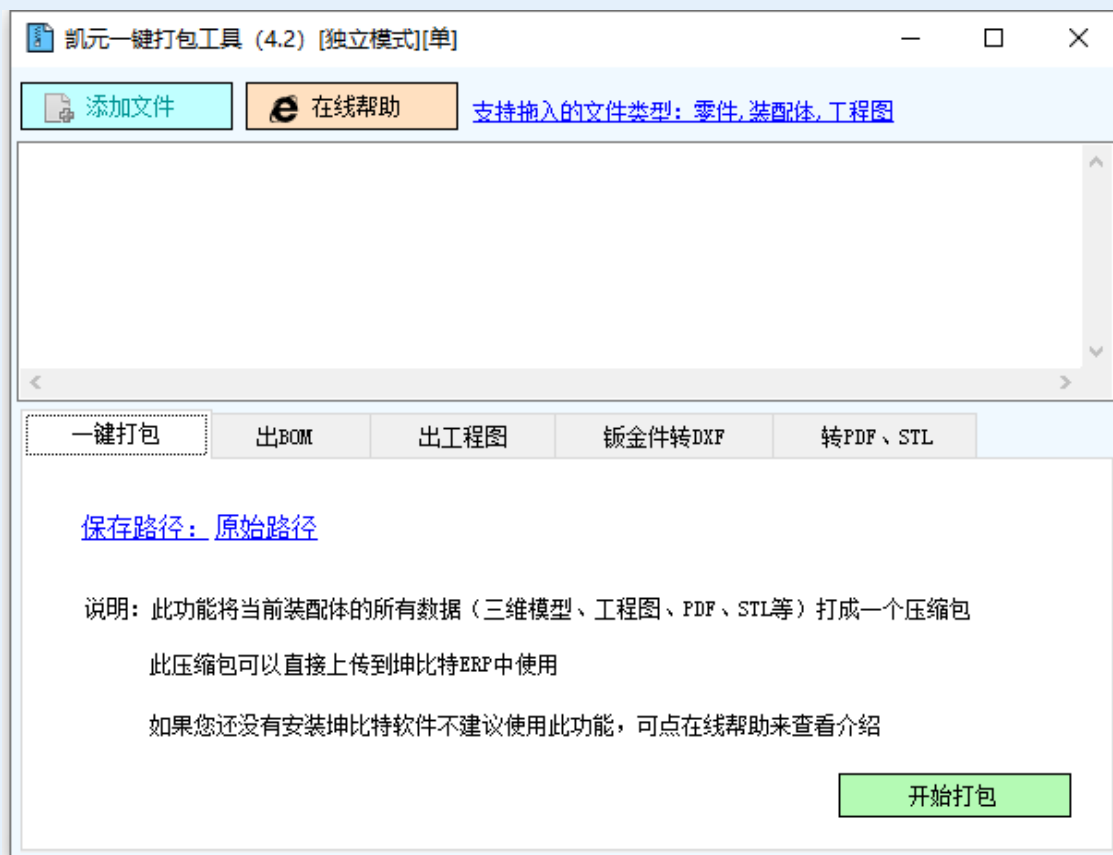 凯元一键打包工具（4.2）[独立模式][单]
添加文件 在线帮助 支持拖入的文件类型：零件,装配体,工程图
一键打包 出BOM 出工程图 钣金件转DXF 转PDF、STL
保存路径： 原始路径
说明：此功能将当前装配体的所有数据（三维模型、工程图、PDF、STL等）打成一个压缩包
此压缩包可以直接上传到坤比特ERP中使用
如果您还没有安装坤比特软件不建议使用此功能，可点在线帮助来查看介绍
开始打包